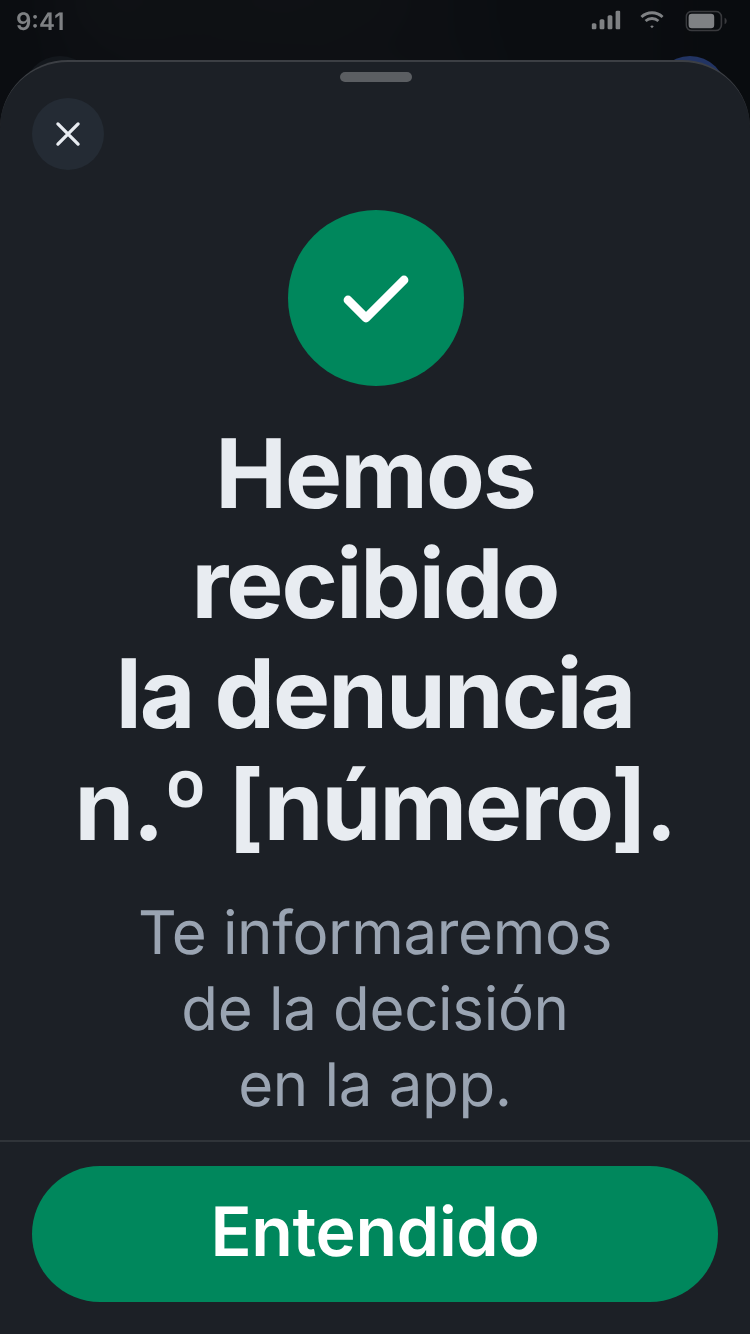 9:41
Hemos
recibido
la denuncia
n.º [número].
Te informaremos
de la decisión
en la app.
Entendido